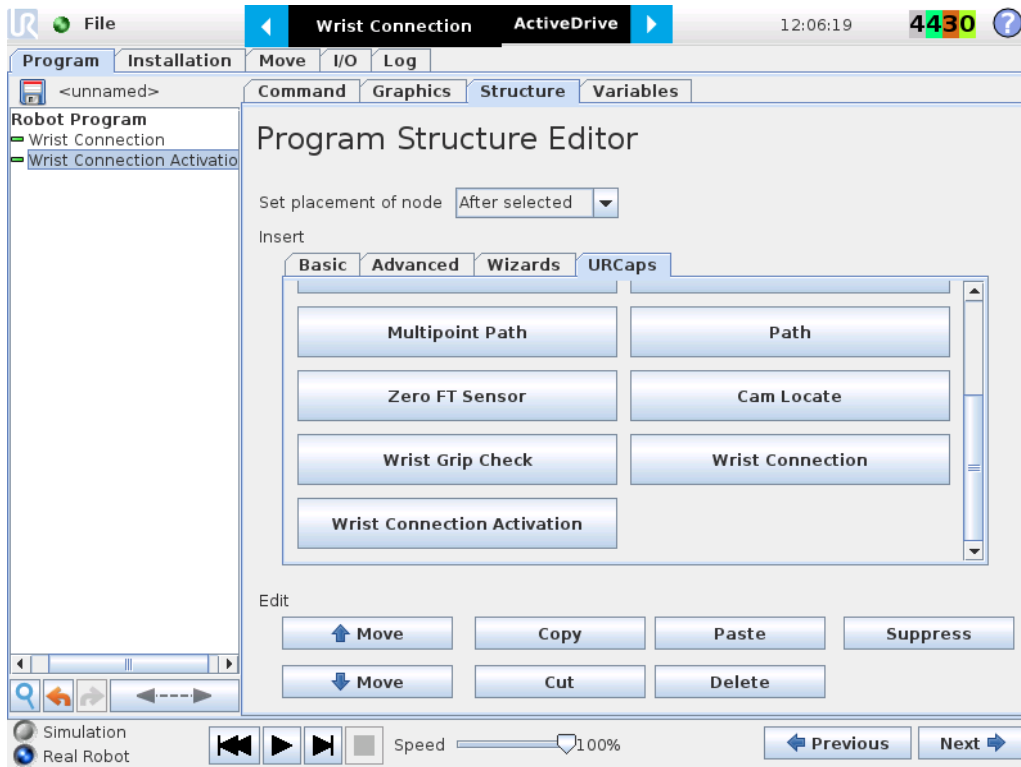 UR File Wrist Connection ActiveDrive 12:06:19 4430 ?
Program Installation Move I/O Log
<unnamed> Command Graphics Structure Variables
Robot Program
Wrist Connection
Wrist Connection Activatio
Program Structure Editor
Set placement of node After selected
Insert
Basic Advanced Wizards URCaps
Multipoint Path Path
Zero FT Sensor Cam Locate
Wrist Grip Check Wrist Connection
Wrist Connection Activation
Edit
Move Copy Paste Suppress
Move Cut Delete
Simulation
Real Robot
Speed 100% Previous Next